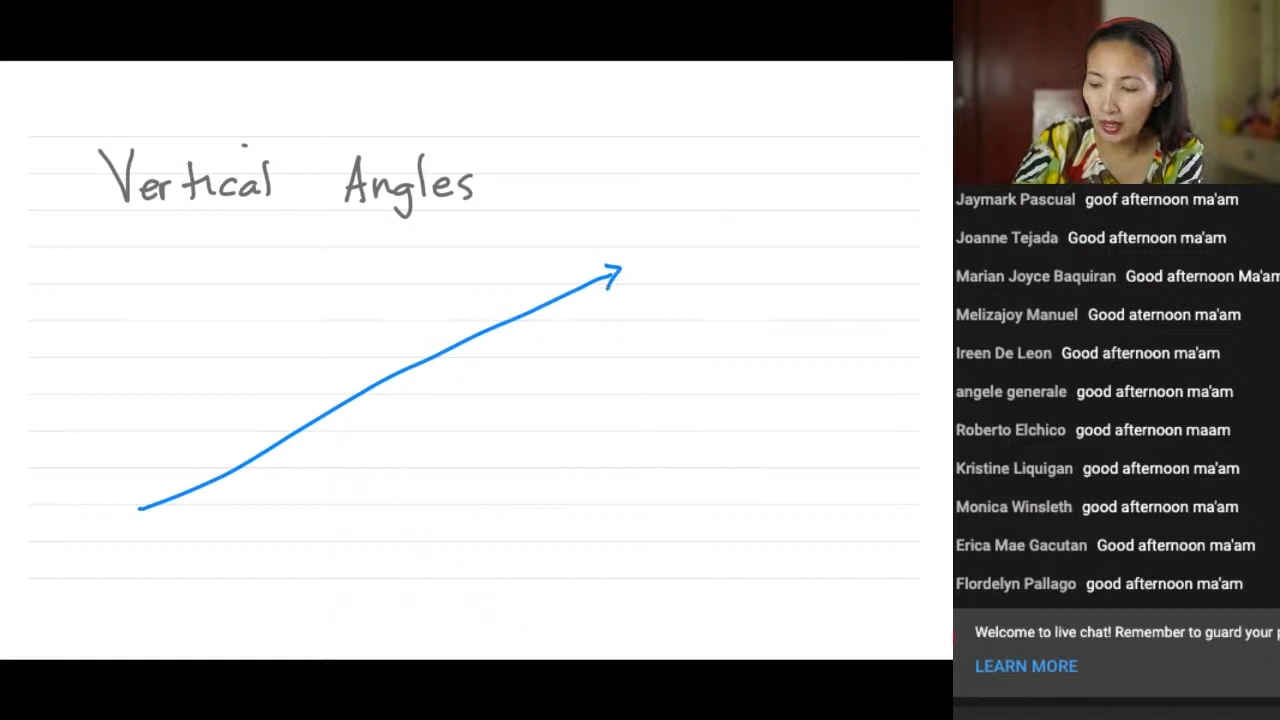 Vertical Angles
Jaymark Pascual goof afternoon ma'am
Joanne Tejada Good afternoon ma'am
Marian Joyce Baquiran Good afternoon Ma'am
Melizajoy Manuel Good aternoon ma'am
Ireen De Leon Good afternoon ma'am
angele generale good afternoon ma'am
Roberto Elchico good afternoon maam
Kristine Liquigan good afternoon ma'am
Monica Winsleth good afternoon ma'am
Erica Mae Gacutan Good afternoon ma'am
Flordelyn Pallago good afternoon ma'am
Welcome to live chat! Remember to guard your
LEARN MORE